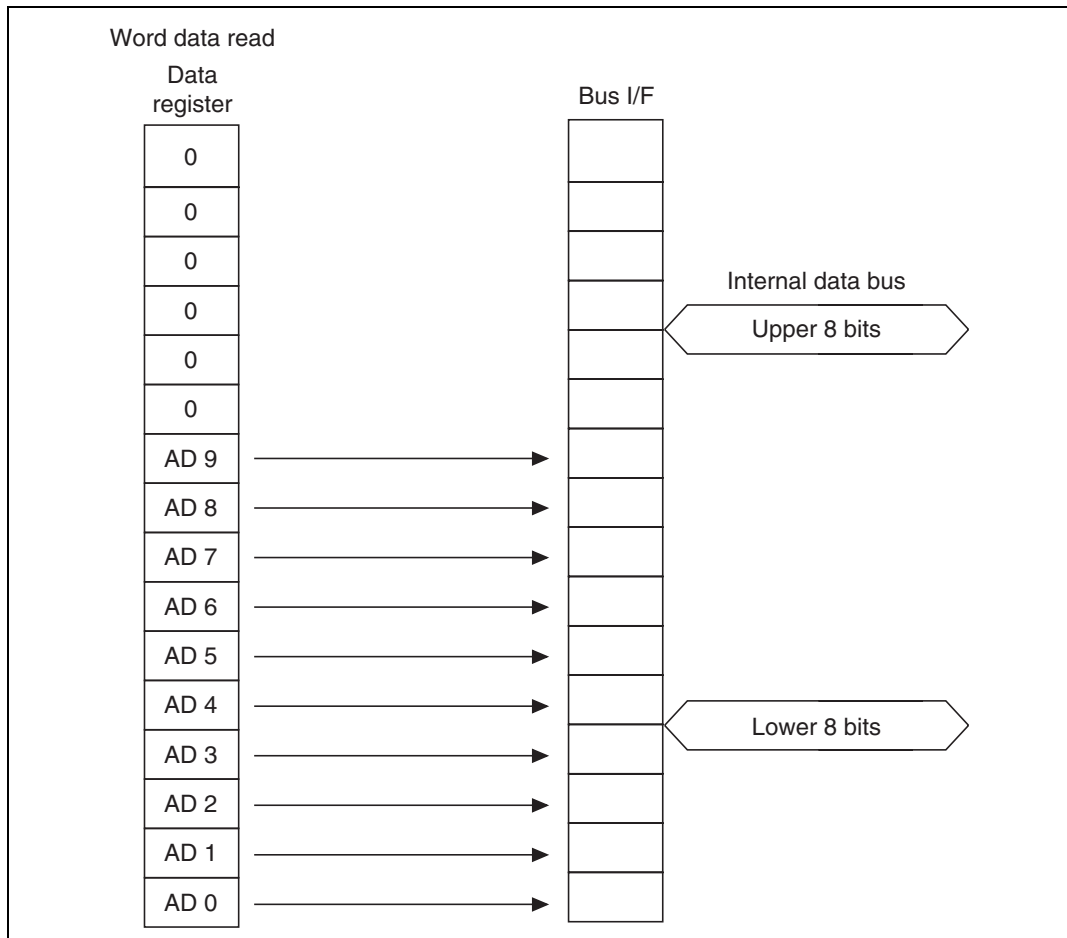 Word data read
Data
register
Bus I/F
0
0
0
0
0
0
AD 9
AD 8
AD 7
AD 6
AD 5
AD 4
AD 3
AD 2
AD 1
AD 0
Internal data bus
Upper 8 bits
Lower 8 bits